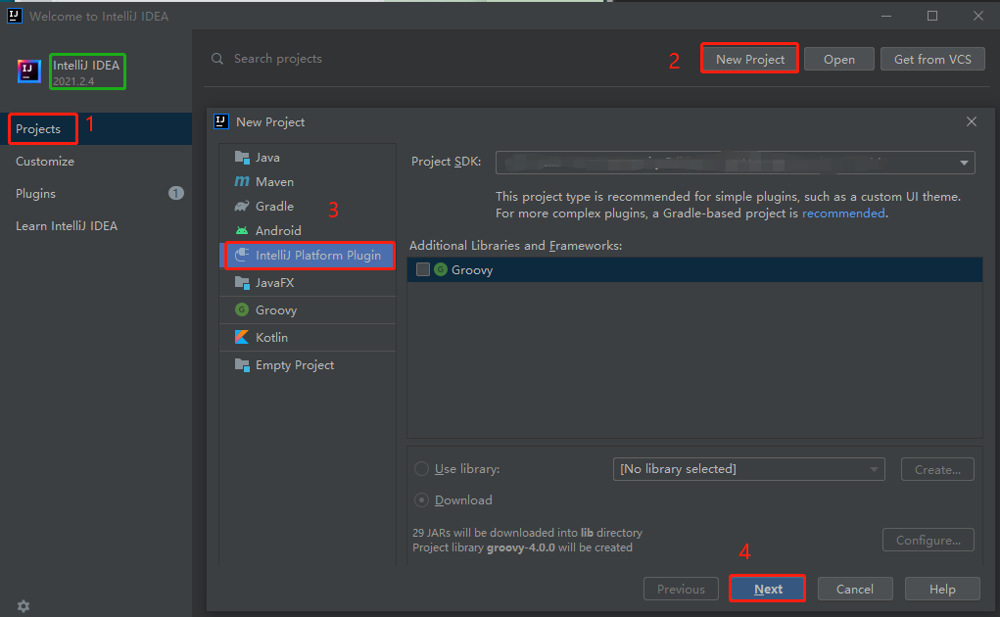 Welcome to IntelliJ IDEA
IntelliJ IDEA
2021.2.4
Search projects
2
New Project
Open
Get from VCS
Projects
1
Customize
Plugins
1
Learn IntelliJ IDEA
New Project
Java
Maven
Gradle
3
Android
IntelliJ Platform Plugin
JavaFX
Groovy
Kotlin
Empty Project
Project SDK:
This project type is recommended for simple plugins, such as a custom UI theme.
For more complex plugins, a Gradle-based project is recommended.
Additional Libraries and Frameworks:
Groovy
Use library:
[No library selected]
Create...
Download
29 JARs will be downloaded into lib directory
Project library groovy-4.0.0 will be created
Configure...
4
Previous
Next
Cancel
Help